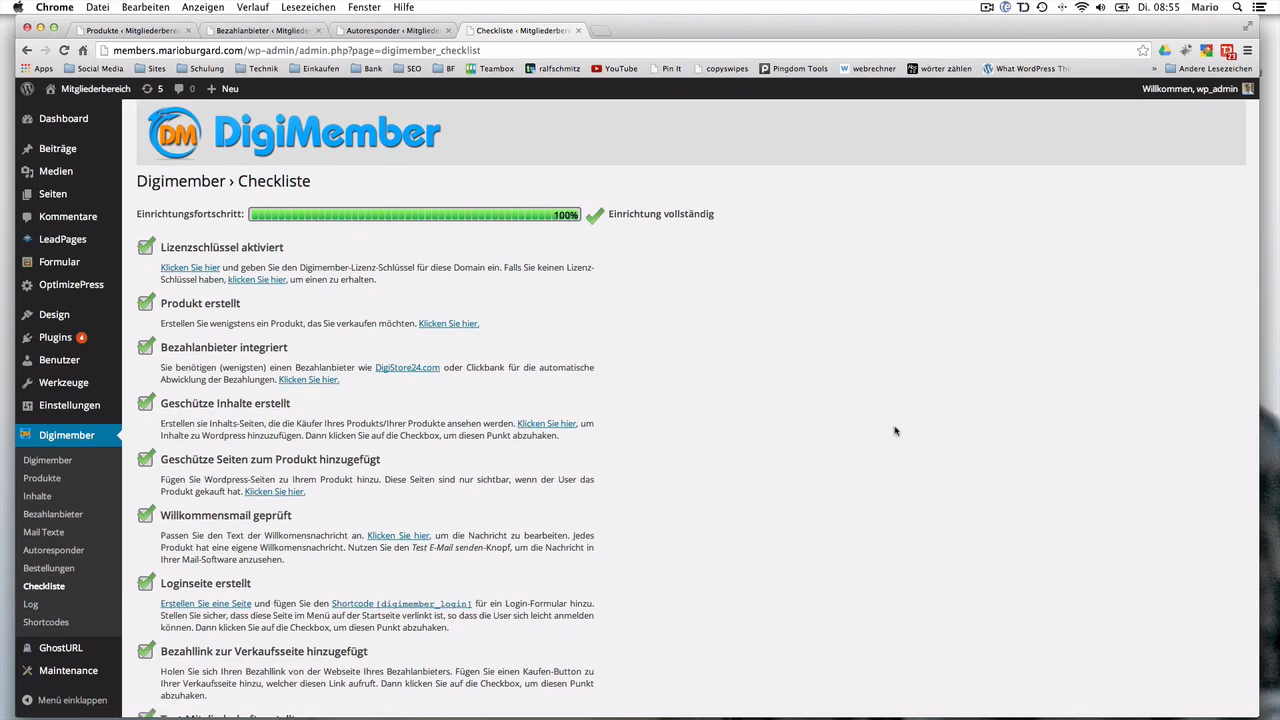 Chrome Datei Bearbeiten Anzeigen Verlauf Lesezeichen Fenster Hilfe Di. 08:55 Mario
Produkte ‹ Mitgliederberei Bezahlanbieter ‹ Mitgliede Autoresponder ‹ Mitglieder Checkliste ‹ Mitgliederber
members.marioburgard.com/wp-admin/admin.php?page=digimember_checklist
Apps Social Media Sites Schulung Technik Einkaufen Bank SEO BF Teambox ralfschmitz YouTube Pin It copyswipes Pingdom Tools webrechner wörter zählen What WordPress The » Andere Lesezeichen
Mitgliederbereich 5 0 Neu Willkommen, wp_admin
Dashboard
Beiträge
Medien
Seiten
Kommentare
LeadPages
Formular
OptimizePress
Design
Plugins 4
Benutzer
Werkzeuge
Einstellungen
Digimember
Digimember
Produkte
Inhalte
Bezahlanbieter
Mail Texte
Autoresponder
Bestellungen
Checkliste
Log
Shortcodes
GhostURL
Maintenance
Menü einklappen
DM DigiMember
Digimember › Checkliste
Einrichtungsfortschritt: 100% Einrichtung vollständig
Lizenzschlüssel aktiviert
Klicken Sie hier und geben Sie den Digimember-Lizenz-Schlüssel für diese Domain ein. Falls Sie keinen Lizenz-
Schlüssel haben, klicken Sie hier, um einen zu erhalten.
Produkt erstellt
Erstellen Sie wenigstens ein Produkt, das Sie verkaufen möchten. Klicken Sie hier.
Bezahlanbieter integriert
Sie benötigen (wenigsten) einen Bezahlanbieter wie DigiStore24.com oder Clickbank für die automatische
Abwicklung der Bezahlungen. Klicken Sie hier.
Geschütze Inhalte erstellt
Erstellen sie Inhalts-Seiten, die die Käufer Ihres Produkts/Ihrer Produkte ansehen werden. Klicken Sie hier, um
Inhalte zu Wordpress hinzuzufügen. Dann klicken Sie auf die Checkbox, um diesen Punkt abzuhaken.
Geschütze Seiten zum Produkt hinzugefügt
Fügen Sie Wordpress-Seiten zu Ihrem Produkt hinzu. Diese Seiten sind nur sichtbar, wenn der User das
Produkt gekauft hat. Klicken Sie hier.
Willkommensmail geprüft
Passen Sie den Text der Willkomensnachricht an. Klicken Sie hier, um die Nachricht zu bearbeiten. Jedes
Produkt hat eine eigene Wilkomensnachricht. Nutzen Sie den Test E-Mail senden-Knopf, um die Nachricht in
Ihrer Mail-Software anzusehen.
Loginseite erstellt
Erstellen Sie eine Seite und fügen Sie den Shortcode [digimember_login] für ein Login-Formular hinzu.
Stellen Sie sicher, dass diese Seite im Menü auf der Startseite verlinkt ist, so dass die User sich leicht anmelden
können. Dann klicken Sie auf die Checkbox, um diesen Punkt abzuhaken.
Bezahllink zur Verkaufsseite hinzugefügt
Holen Sie sich Ihren Bezahllink von der Webseite Ihres Bezahlanbieters. Fügen Sie einen Kaufen-Button zu
Ihrer Verkaufsseite hinzu, welcher diesen Link aufruft. Dann klicken Sie auf die Checkbox, um diesen Punkt
abzuhaken.